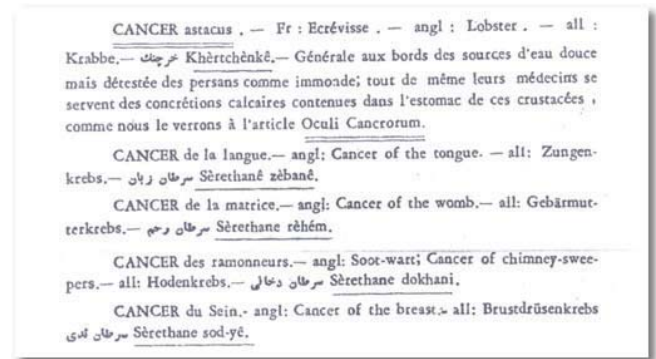 CANCER astacus . — Fr : Ecrévisse . — angl : Lobster . — all :
Krabbe.— خرچنك Khèrtchènkê.— Générale aux bords des sources d'eau douce
mais détestée des persans comme immonde; tout de même leurs médecins se
servent des concrétions calcaires contenues dans l'estomac de ces crustacées ,
comme nous le verrons à l'article Oculi Cancrorum.
CANCER de la langue.— angl: Cancer of the tongue. — all: Zungen-
krebs.— سرطان زبان Sèrethanê zèbanê.
CANCER de la matrice.— angl: Cancer of the womb.— all: Gebärmut-
terkrebs.— سرطان رحم Sèrethane rèhém.
CANCER des ramonneurs.— angl: Soot-wart; Cancer of chimney-swee-
pers.— all: Hodenkrebs.— سرطان دخالی Sèrethane dokhani.
CANCER du Sein.- angl: Cancer of the breast.- all: Brustdrüsenkrebs
سرطان ثدی Sèrethane sod-yê.